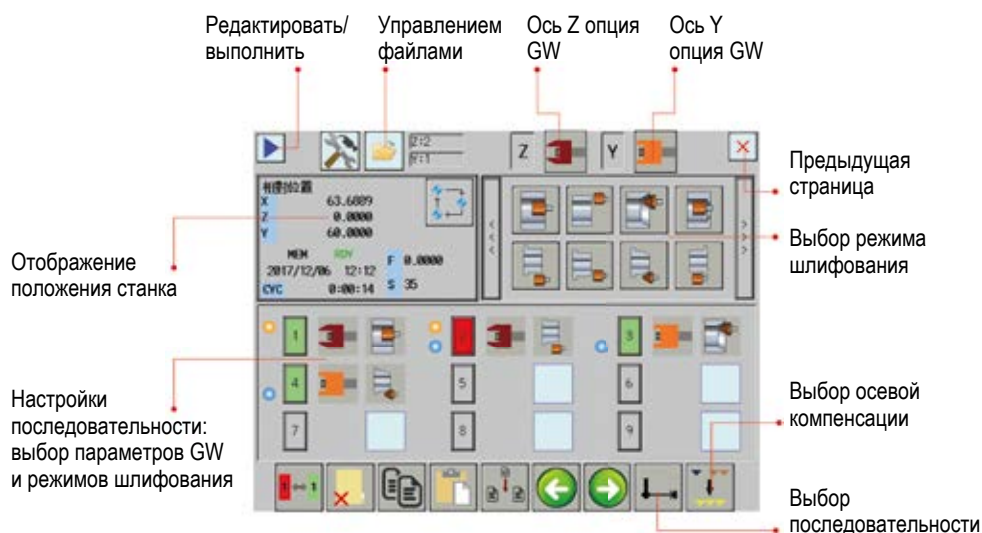 Редактировать/
выполнить
Управлением
файлами
Ось Z опция
GW
Ось Y
опция GW
Z:2
Y:1
Z
Y
Предыдущая
страница
X 63.6809
Z 0.0000
Y 60.0000
MEM RDY
F 0.0000
2017/12/06 12:12
S 35
CYC 0:00:14
Отображение
положения станка
Выбор режима
шлифования
1
3
4
5
6
7
8
9
Настройки
последовательности:
выбор параметров GW
и режимов шлифования
Выбор осевой
компенсации
Выбор
последовательности